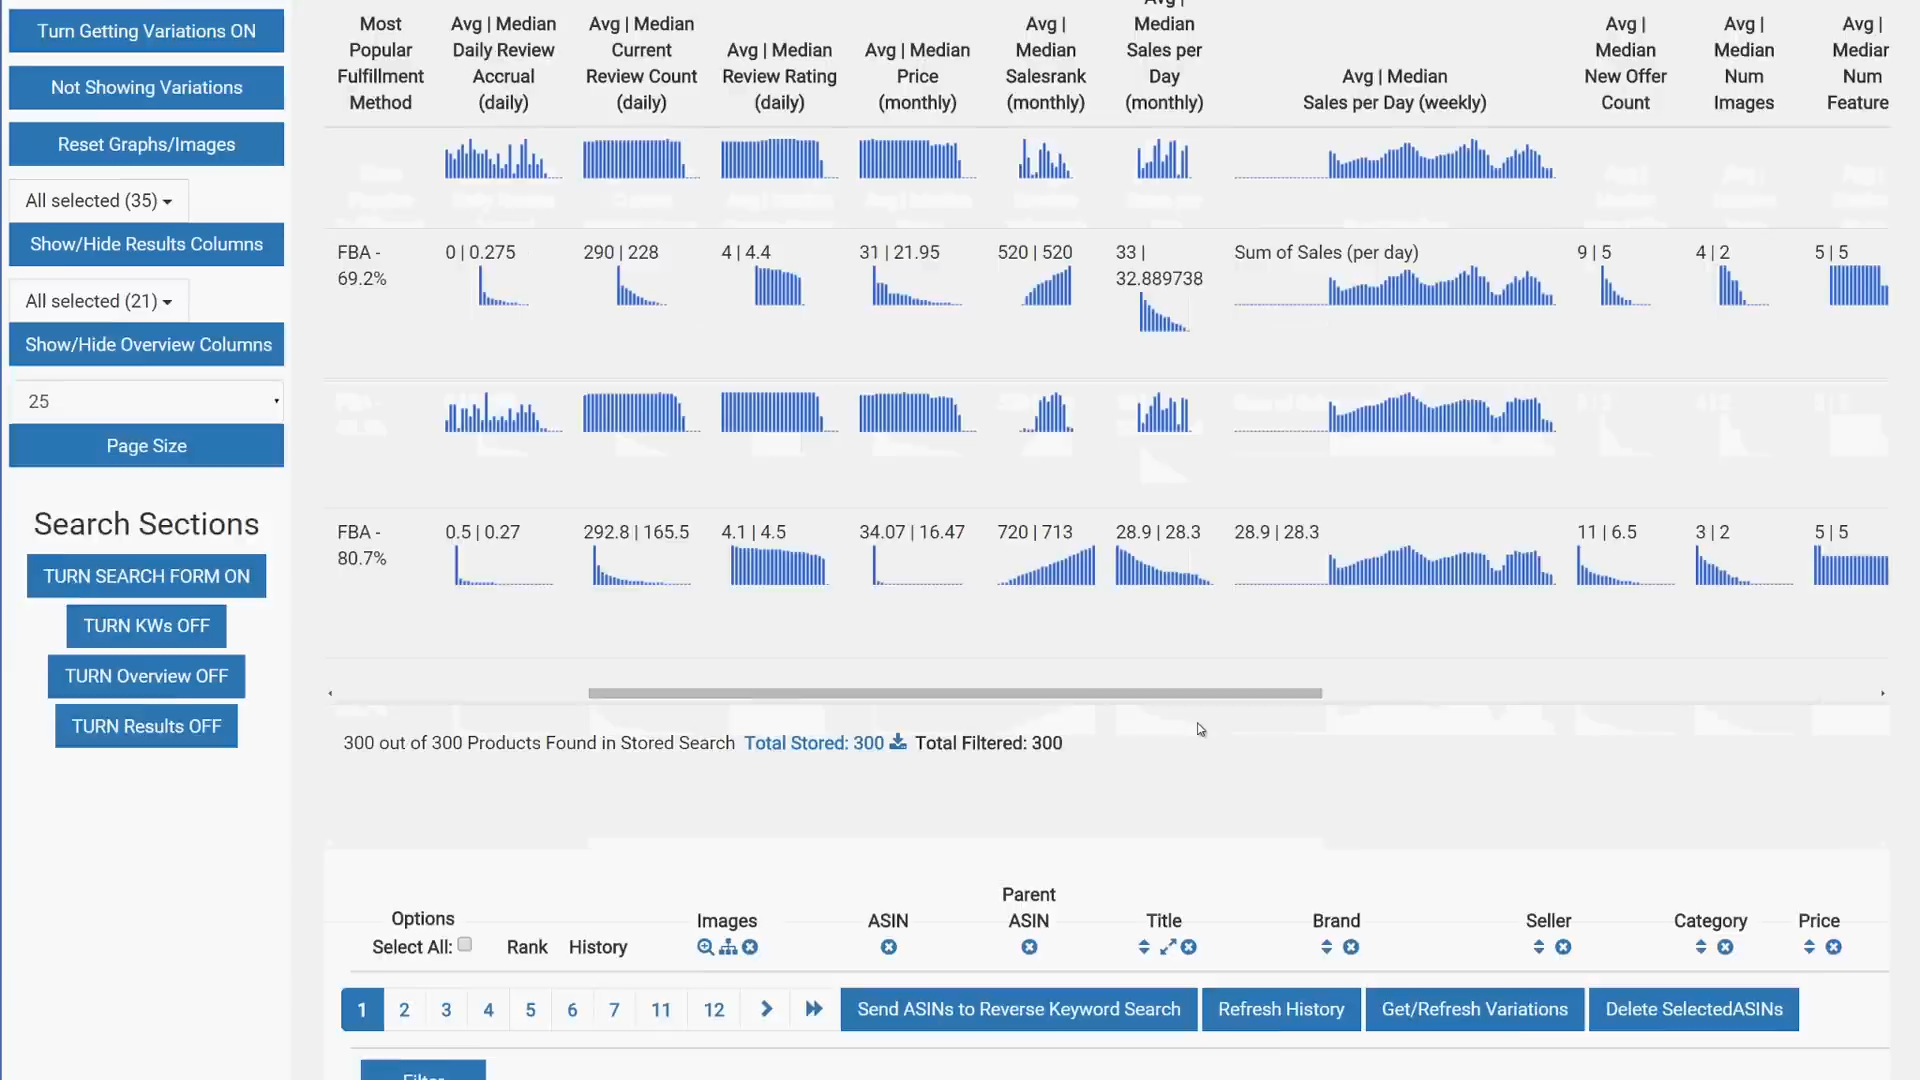 Turn Getting Variations ON
Not Showing Variations
Reset Graphs/Images
All selected (35)
Show/Hide Results Columns
All selected (21)
Show/Hide Overview Columns
25
Page Size
Search Sections
TURN SEARCH FORM ON
TURN KWs OFF
TURN Overview OFF
TURN Results OFF
Most
Popular
Fulfillment
Method
Avg | Median
Daily Review
Accrual
(daily)
Avg | Median
Current
Review Count
(daily)
Avg | Median
Review Rating
(daily)
Avg | Median
Price
(monthly)
Avg |
Median
Salesrank
(monthly)
Avg |
Median
Sales per
Day
(monthly)
Avg | Median
Sales per Day (weekly)
Avg |
Median
New Offer
Count
Avg |
Median
Num
Images
Avg |
Median
Num
Feature
FBA -
69.2%
0 | 0.275
290 | 228
4 | 4.4
31 | 21.95
520 | 520
33 |
32.889738
Sum of Sales (per day)
9 | 5
4 | 2
5 | 5
FBA -
80.7%
0.5 | 0.27
292.8 | 165.5
4.1 | 4.5
34.07 | 16.47
720 | 713
28.9 | 28.3
28.9 | 28.3
11 | 6.5
3 | 2
5 | 5
300 out of 300 Products Found in Stored Search Total Stored: 300 Total Filtered: 300
Options
Select All:
Rank
History
Images
ASIN
Parent
ASIN
Title
Brand
Seller
Category
Price
1 2 3 4 5 6 7 11 12
Send ASINs to Reverse Keyword Search
Refresh History
Get/Refresh Variations
Delete SelectedASINs
Filter